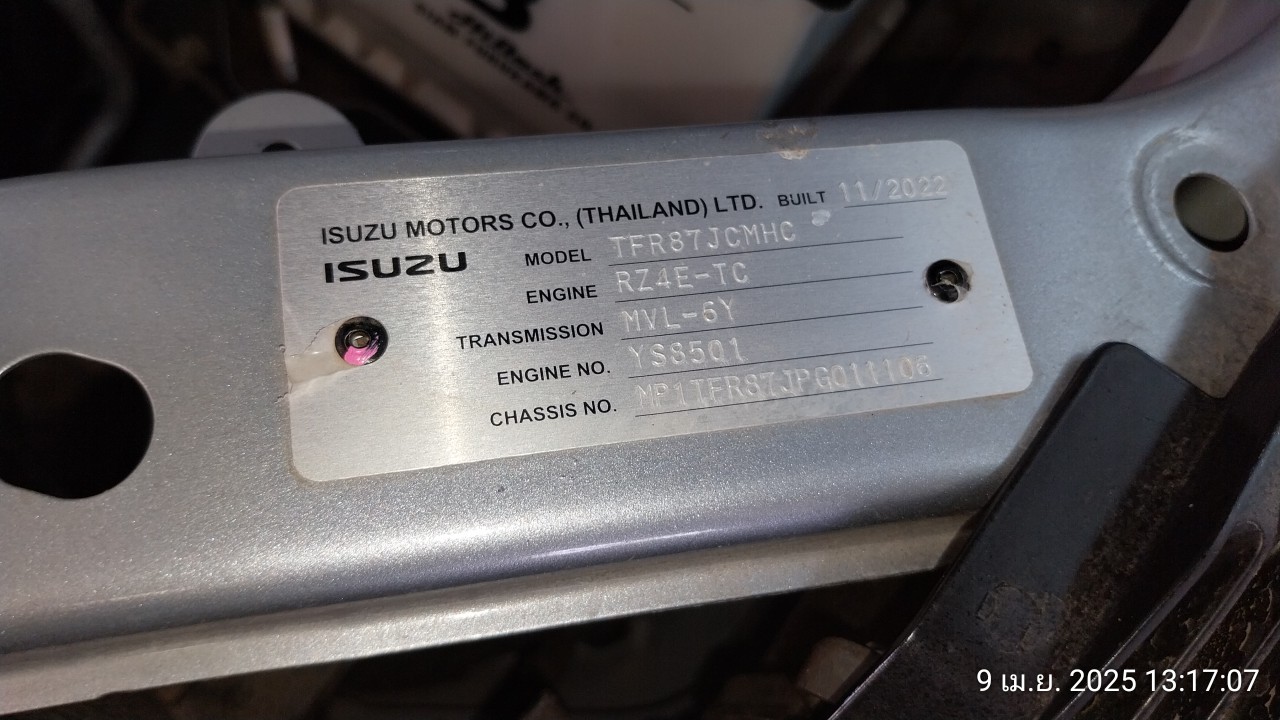 ISUZU MOTORS CO., (THAILAND) LTD. BUILT 11/2022
ISUZU
MODEL TFR87JCMHC
ENGINE RZ4E-TC
TRANSMISSION MVL-6Y
ENGINE NO. YS8501
CHASSIS NO. MP1TFR87JPG011106
9 เม.ย. 2025 13:17:07